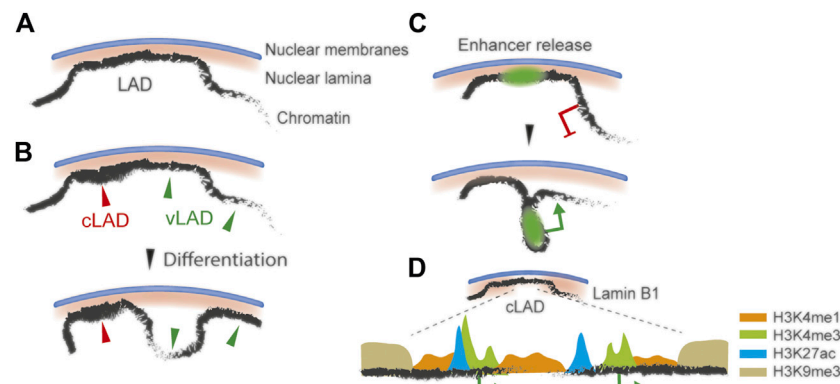 A
Nuclear membranes
LAD
Nuclear lamina
Chromatin
B
cLAD
vLAD
Differentiation
C
Enhancer release
D
Lamin B1
cLAD
H3K4me1
H3K4me3
H3K27ac
H3K9me3